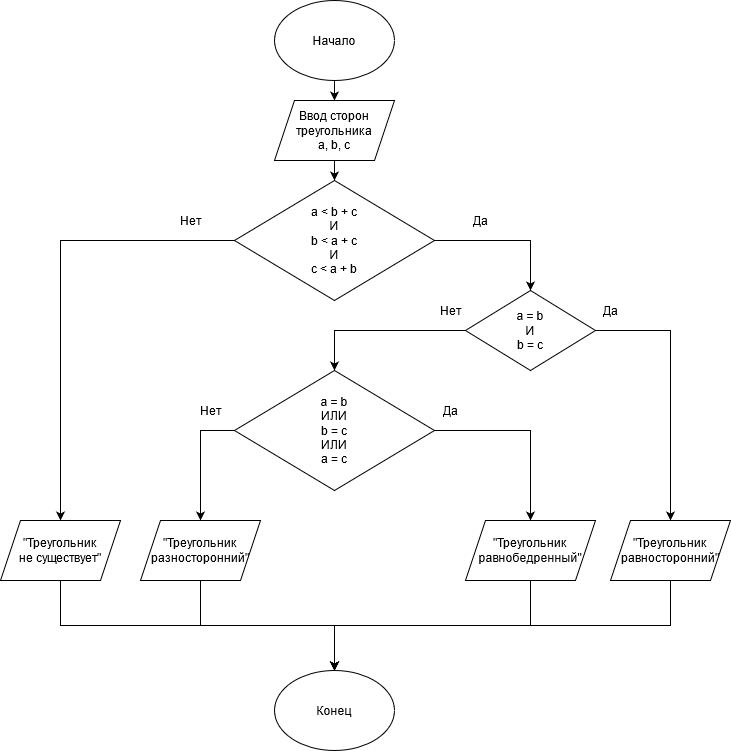 Начало
Ввод сторон
треугольника
a, b, c
Нет
a < b + c
И
b < a + c
И
c < a + b
Да
Нет
a = b
И
b = c
Да
Нет
a = b
ИЛИ
b = c
ИЛИ
a = c
Да
"Треугольник
не существует"
"Треугольник
разносторонний"
"Треугольник
равнобедренный"
"Треугольник
равносторонний"
Конец